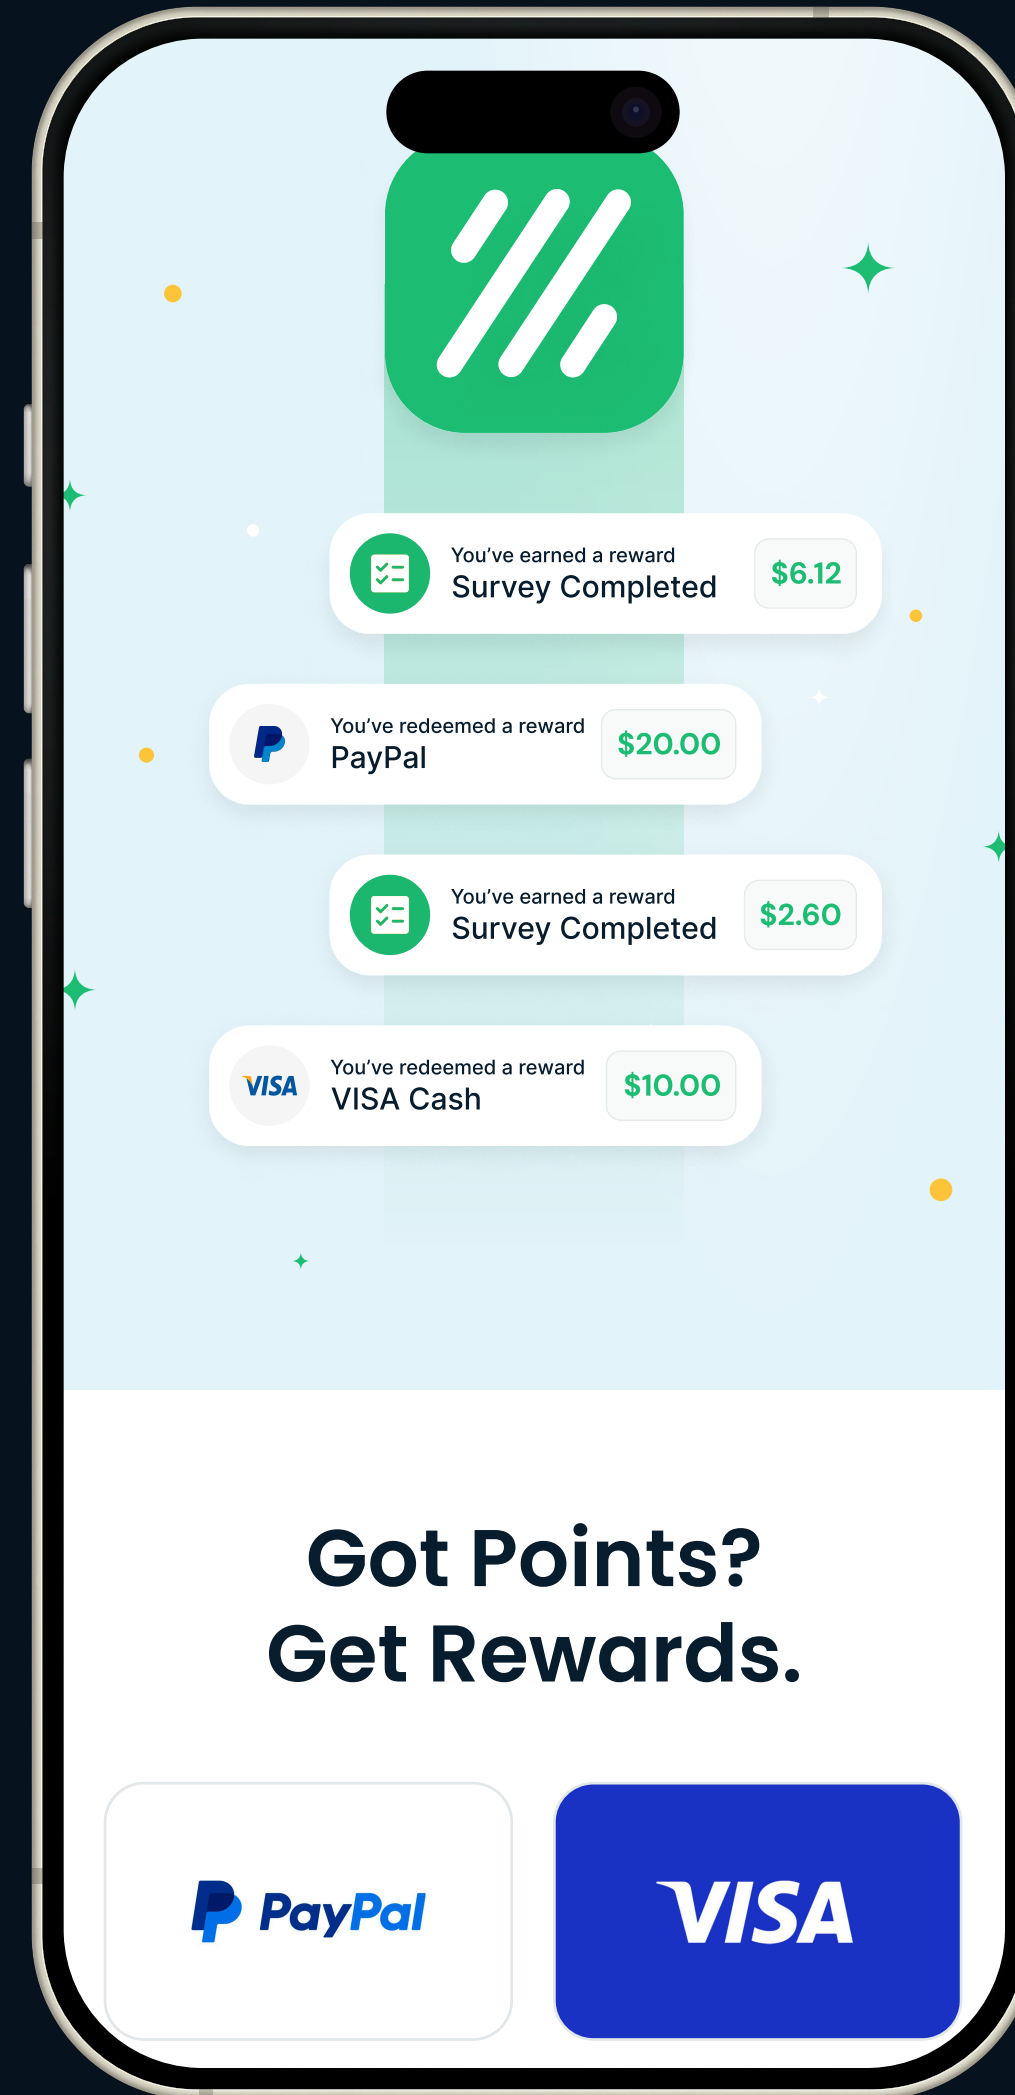 You’ve earned a reward
Survey Completed
$6.12
You’ve redeemed a reward
PayPal
$20.00
You’ve earned a reward
Survey Completed
$2.60
VISA
You’ve redeemed a reward
VISA Cash
$10.00
Got Points?
Get Rewards.
PayPal
VISA